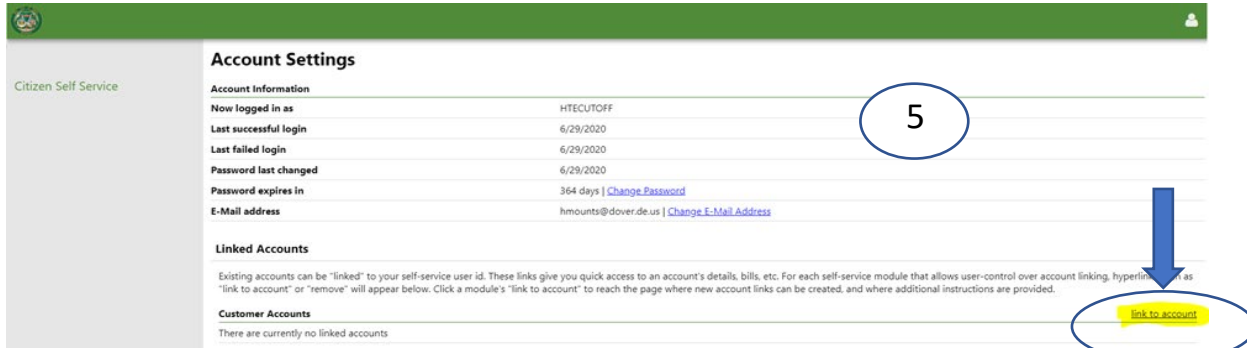 Account Settings
Citizen Self Service
Account Information
Now logged in as HTECUTOFF
5
Last successful login 6/29/2020
Last failed login 6/29/2020
Password last changed 6/29/2020
Password expires in 364 days | Change Password
E-Mail address hmounts@dover.de.us | Change E-Mail Address
Linked Accounts
Existing accounts can be "linked" to your self-service user id. These links give you quick access to an account's details, bills, etc. For each self-service module that allows user-control over account linking, as
"link to account" or "remove" will appear below. Click a module's "link to account" to reach the page where new account links can be created, and where additional instructions are provided.
Customer Accounts link to account
There are currently no linked accounts